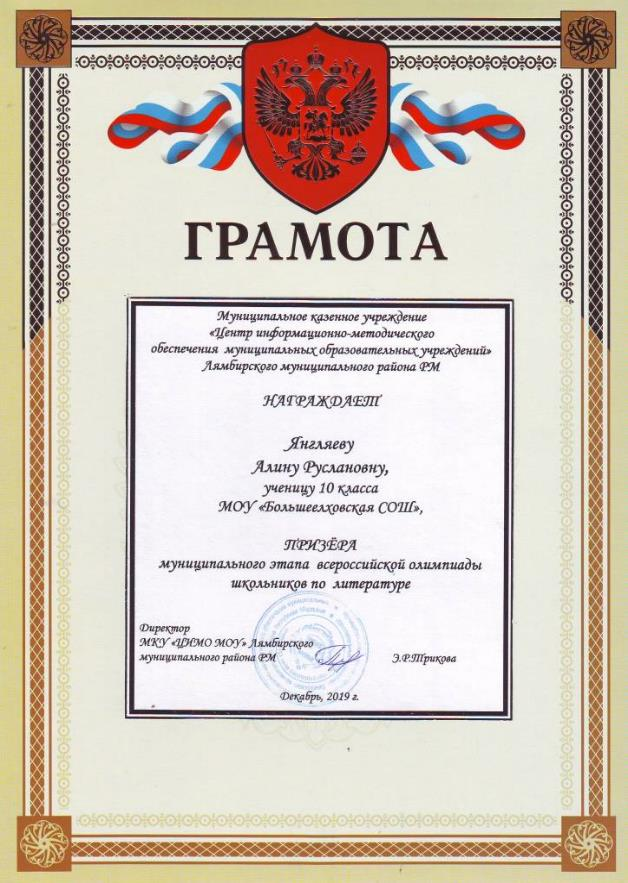 ГРАМОТА
Муниципальное казенное учреждение
«Центр информационно-методического
обеспечения муниципальных образовательных учреждений»
Лямбирского муниципального района РМ
НАГРАЖДАЕТ
Янгляеву
Алину Руслановну,
ученицу 10 класса
МОУ «Большеелховская СОШ»,
ПРИЗЁРА
муниципального этапа всероссийской олимпиады
школьников по литературе
Директор
МКУ «ЦИМО МОУ» Лямбирского
муниципального района РМ Э.Р.Трикова
Декабрь, 2019 г.